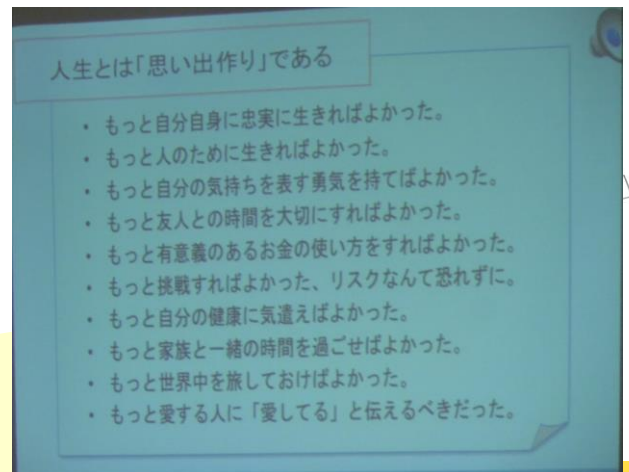 人生とは「思い出作り」である
・ もっと自分自身に忠実に生きればよかった。
・ もっと人のために生きればよかった。
・ もっと自分の気持ちを表す勇気を持てばよかった。
・ もっと友人との時間を大切にすればよかった。
・ もっと有意義のあるお金の使い方をすればよかった。
・ もっと挑戦すればよかった、リスクなんて恐れずに。
・ もっと自分の健康に気遣えばよかった。
・ もっと家族と一緒の時間を過ごせばよかった。
・ もっと世界中を旅しておけばよかった。
・ もっと愛する人に「愛してる」と伝えるべきだった。